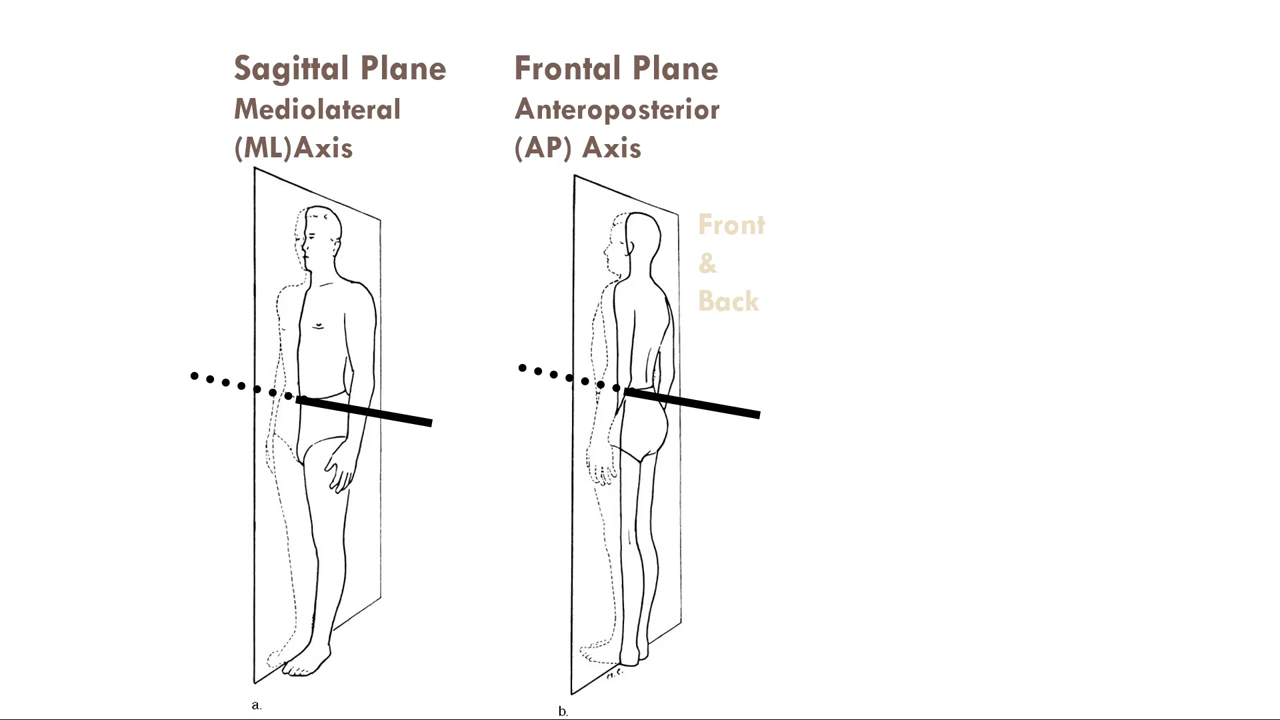 Sagittal Plane
Mediolateral
(ML)Axis
Frontal Plane
Anteroposterior
(AP) Axis
Front
&
Back
a.
b.